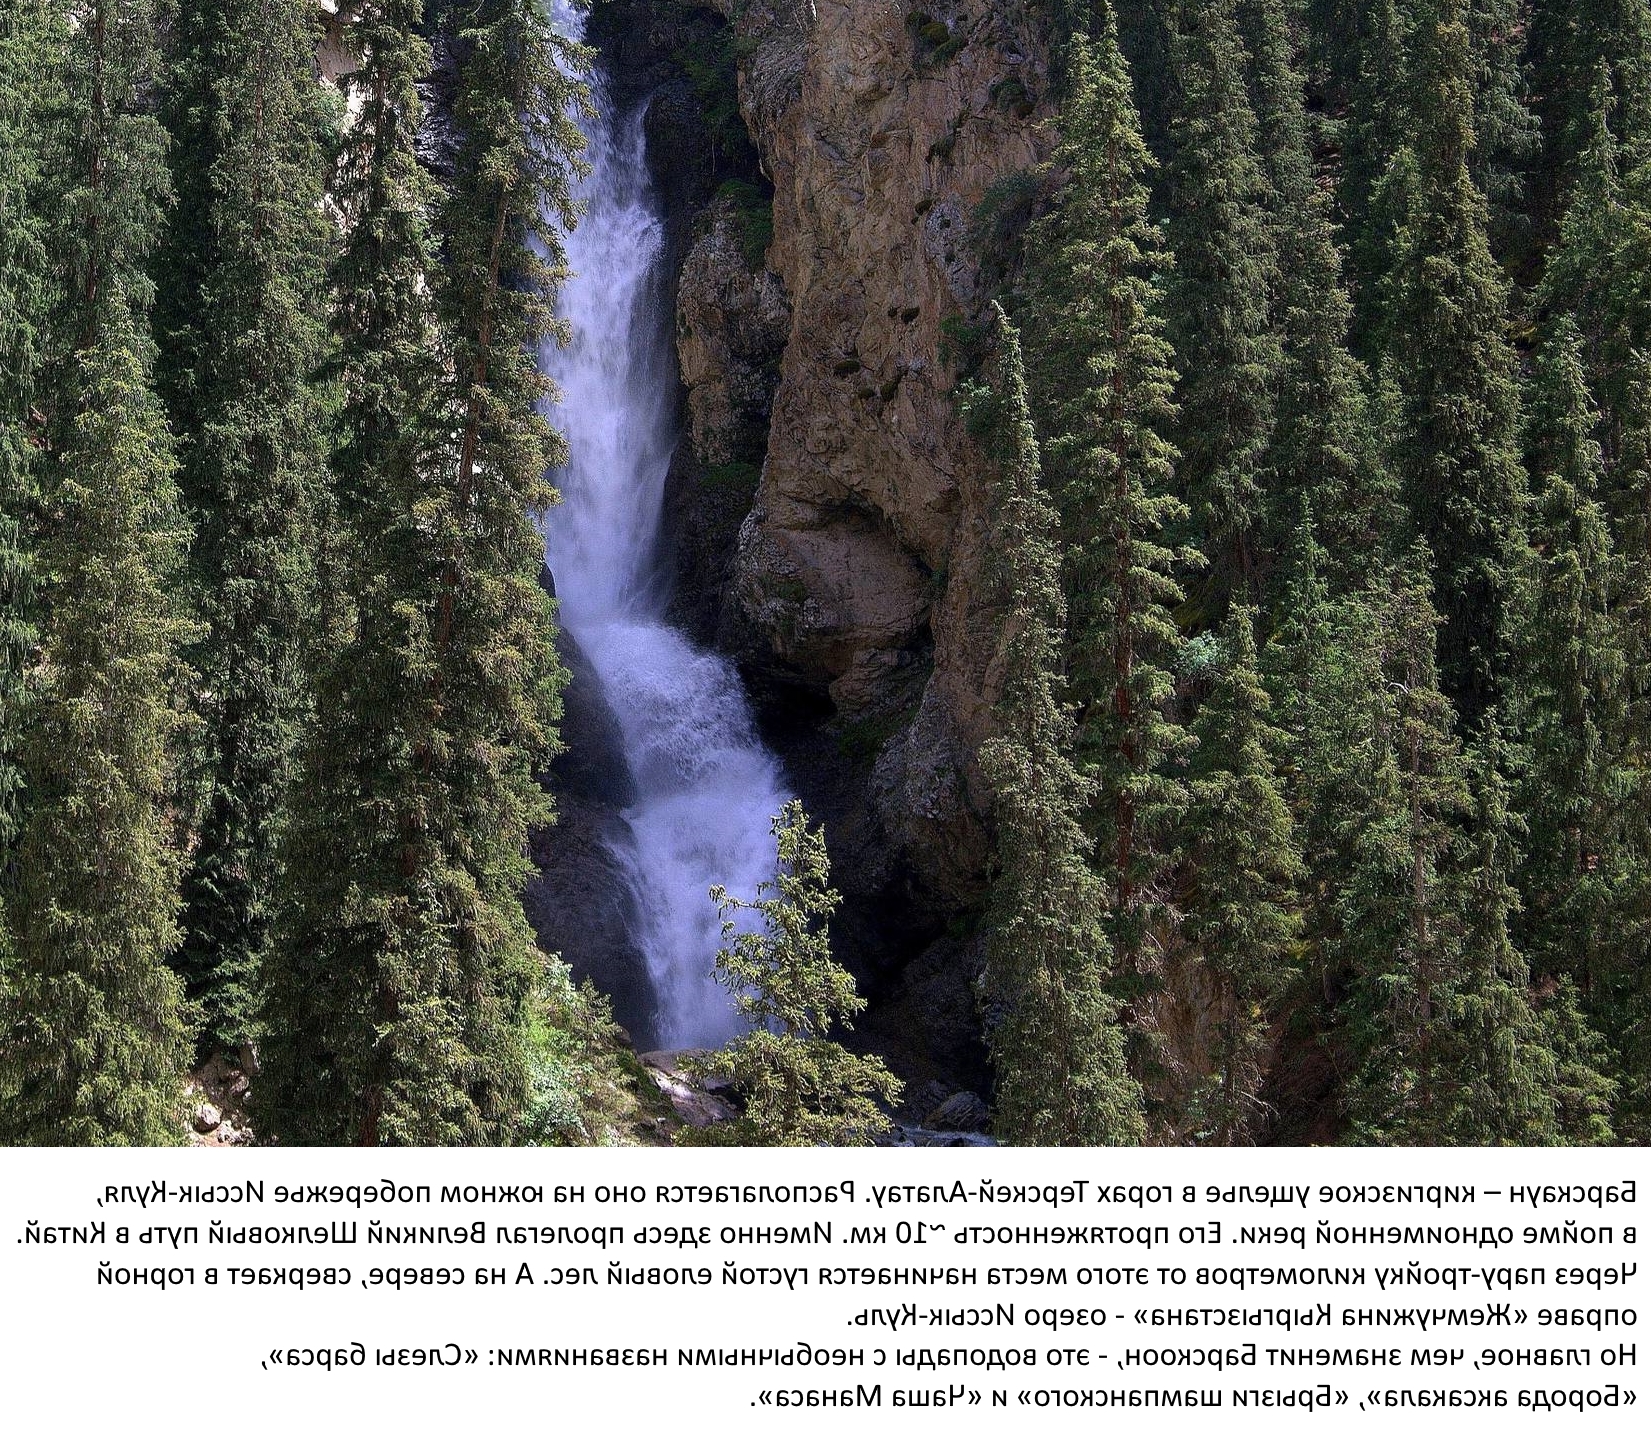 Барскаун – киргизское ущелье в горах Терскей-Алатау. Располагается оно на южном побережье Иссык-Куля,
в пойме одноименной реки. Его протяженность ~10 км. Именно здесь пролегал Великий Шелковый путь в Китай.
Через пару-тройку километров от этого места начинается густой еловый лес. А на севере, сверкает в горной
оправе «Жемчужина Кыргызстана» - озеро Иссык-Куль.
Но главное, чем знаменит Барскоон, - это водопады с необычными названиями: «Слезы барса»,
«Борода аксакала», «Брызги шампанского» и «Чаша Манаса».